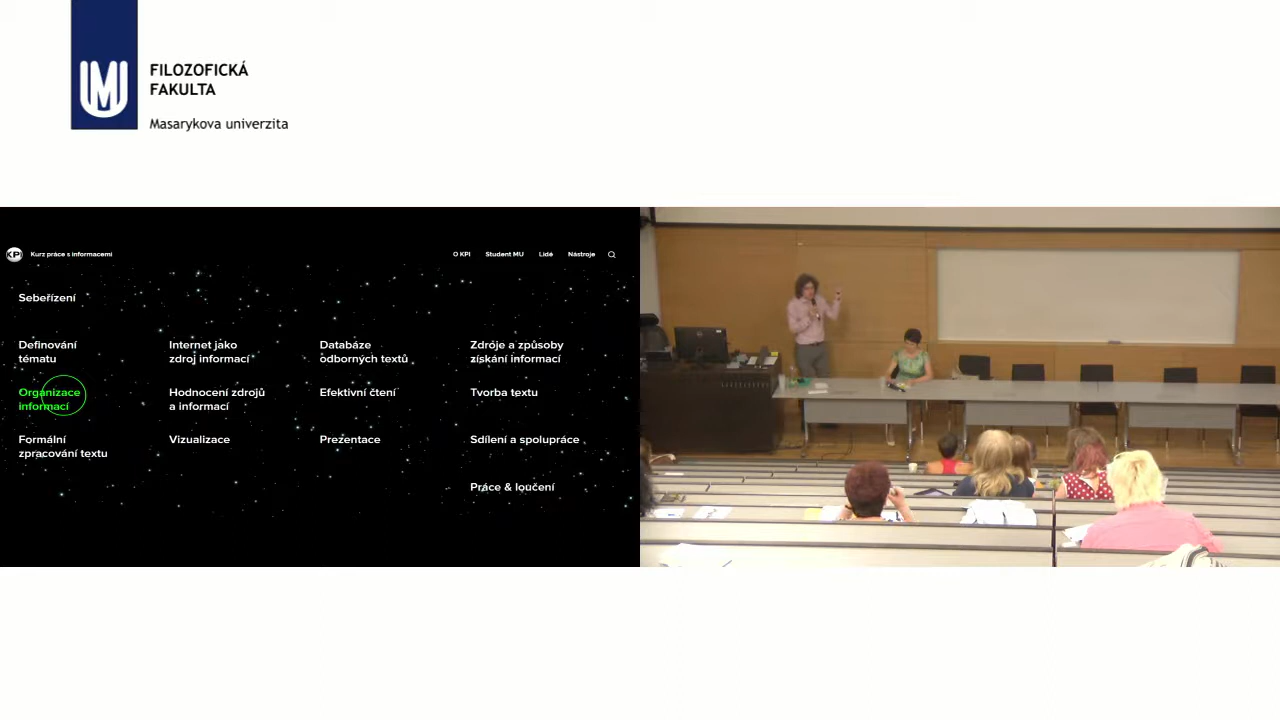 FILOZOFICKÁ
FAKULTA
Masarykova univerzita
KPI Kurz práce s informacemi
O KPI Student MU Lidé Nástroje
Sebeřízení
Definování
tématu
Internet jako
zdroj informací
Databáze
odborných textů
Zdroje a způsoby
získání informací
Organizace
informací
Hodnocení zdrojů
a informací
Efektivní čtení
Tvorba textu
Formální
zpracování textu
Vizualizace
Prezentace
Sdílení a spolupráce
Práce & loučení